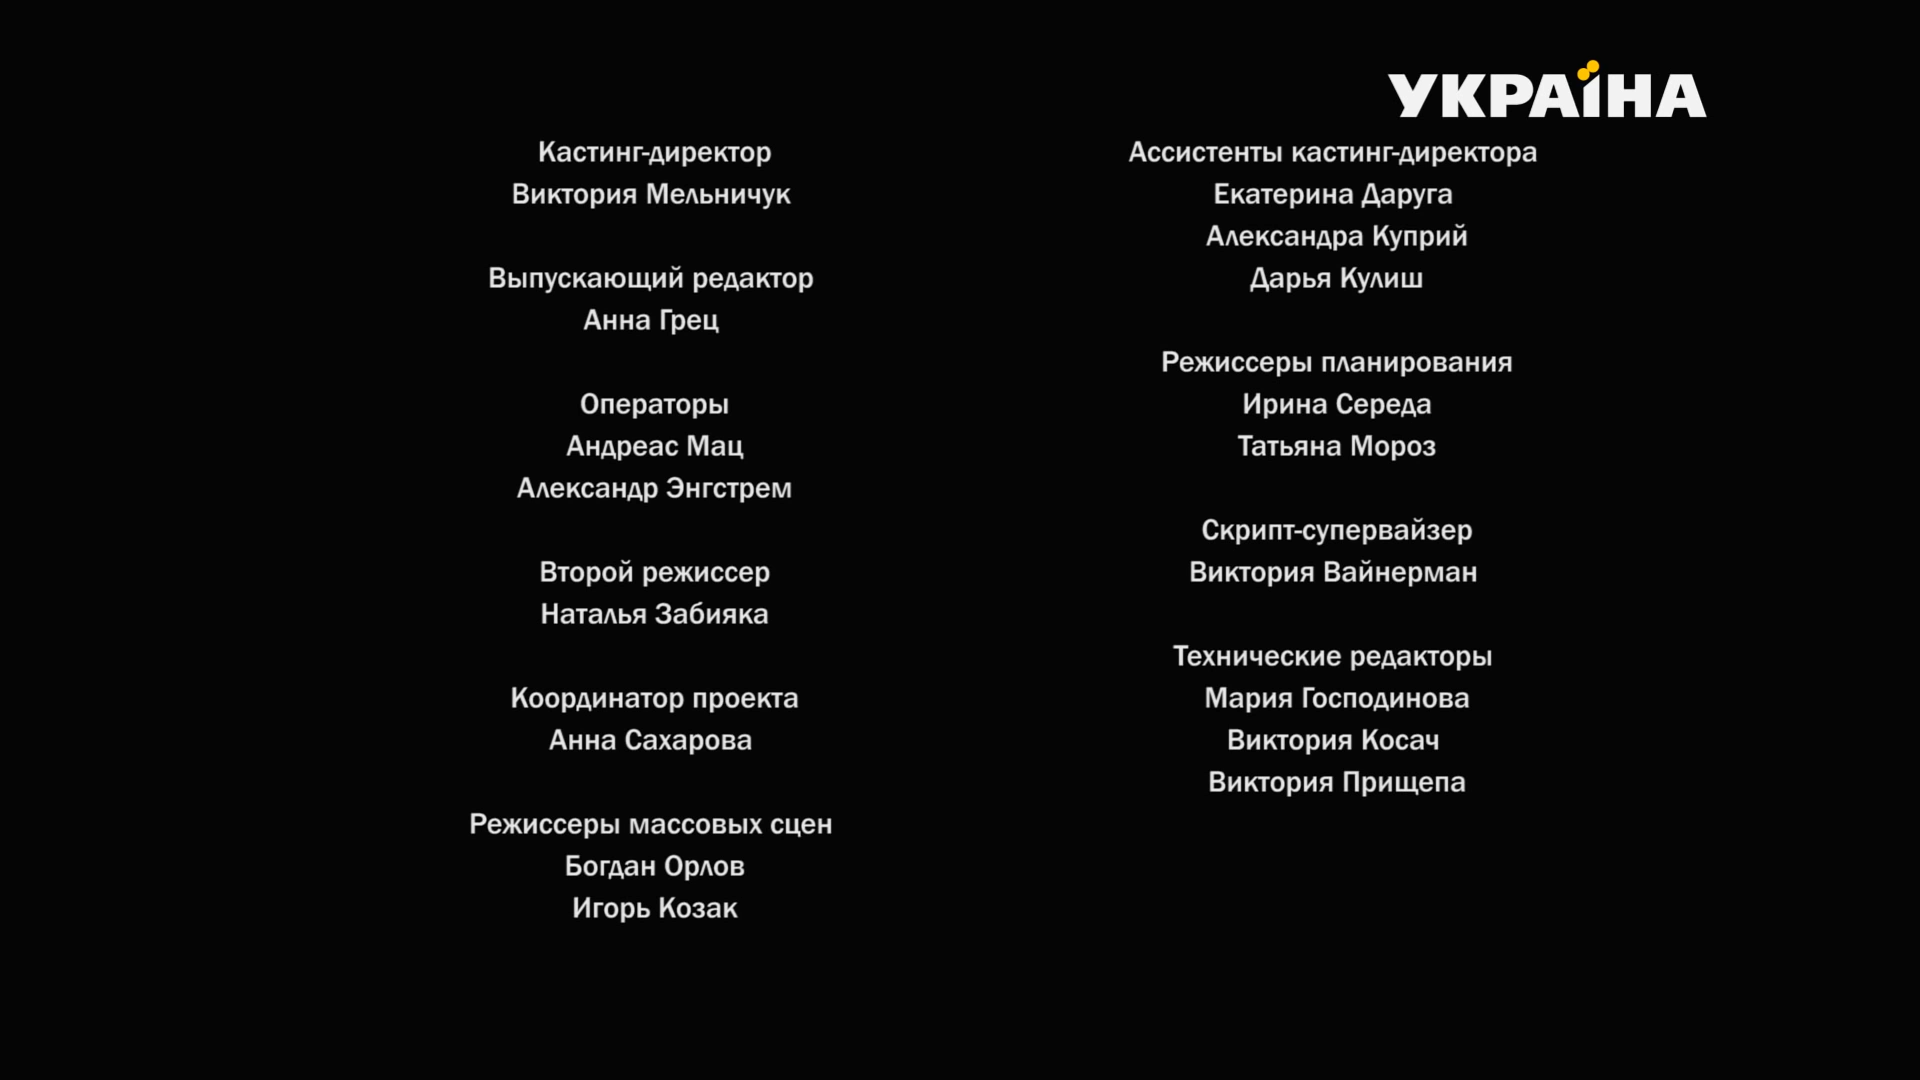 УКРАЇНА
Кастинг-директор
Виктория Мельничук
Выпускающий редактор
Анна Грец
Операторы
Андреас Мац
Александр Энгстрем
Второй режиссер
Наталья Забияка
Координатор проекта
Анна Сахарова
Режиссеры массовых сцен
Богдан Орлов
Игорь Козак
Ассистенты кастинг-директора
Екатерина Даруга
Александра Куприй
Дарья Кулиш
Режиссеры планирования
Ирина Середа
Татьяна Мороз
Скрипт-супервайзер
Виктория Вайнерман
Технические редакторы
Мария Господинова
Виктория Косач
Виктория Прищепа